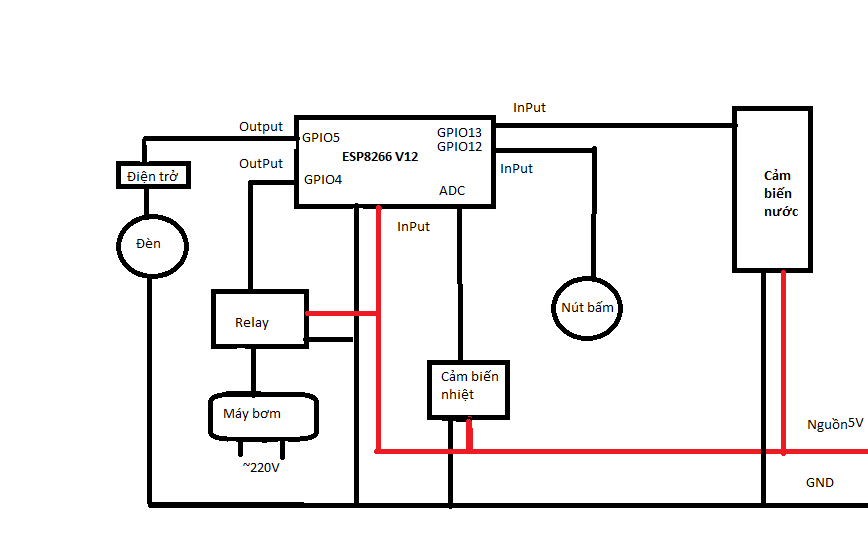 InPut
Output
GPIO5
GPIO13
GPIO12
ESP8266 V12
OutPut
InPut
Điện trở
GPIO4
ADC
Cảm
biến
nước
InPut
Đèn
Nút bấm
Relay
Cảm biến
nhiệt
Máy bơm
Nguồn5V
~220V
GND